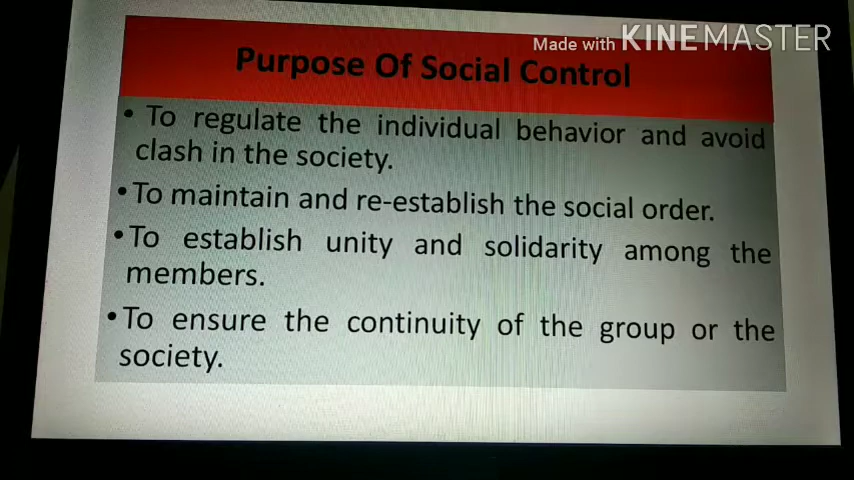 Made with KINEMASTER
Purpose Of Social Control
• To regulate the individual behavior and avoid
clash in the society.
• To maintain and re-establish the social order.
• To establish unity and solidarity among the
members.
• To ensure the continuity of the group or the
society.